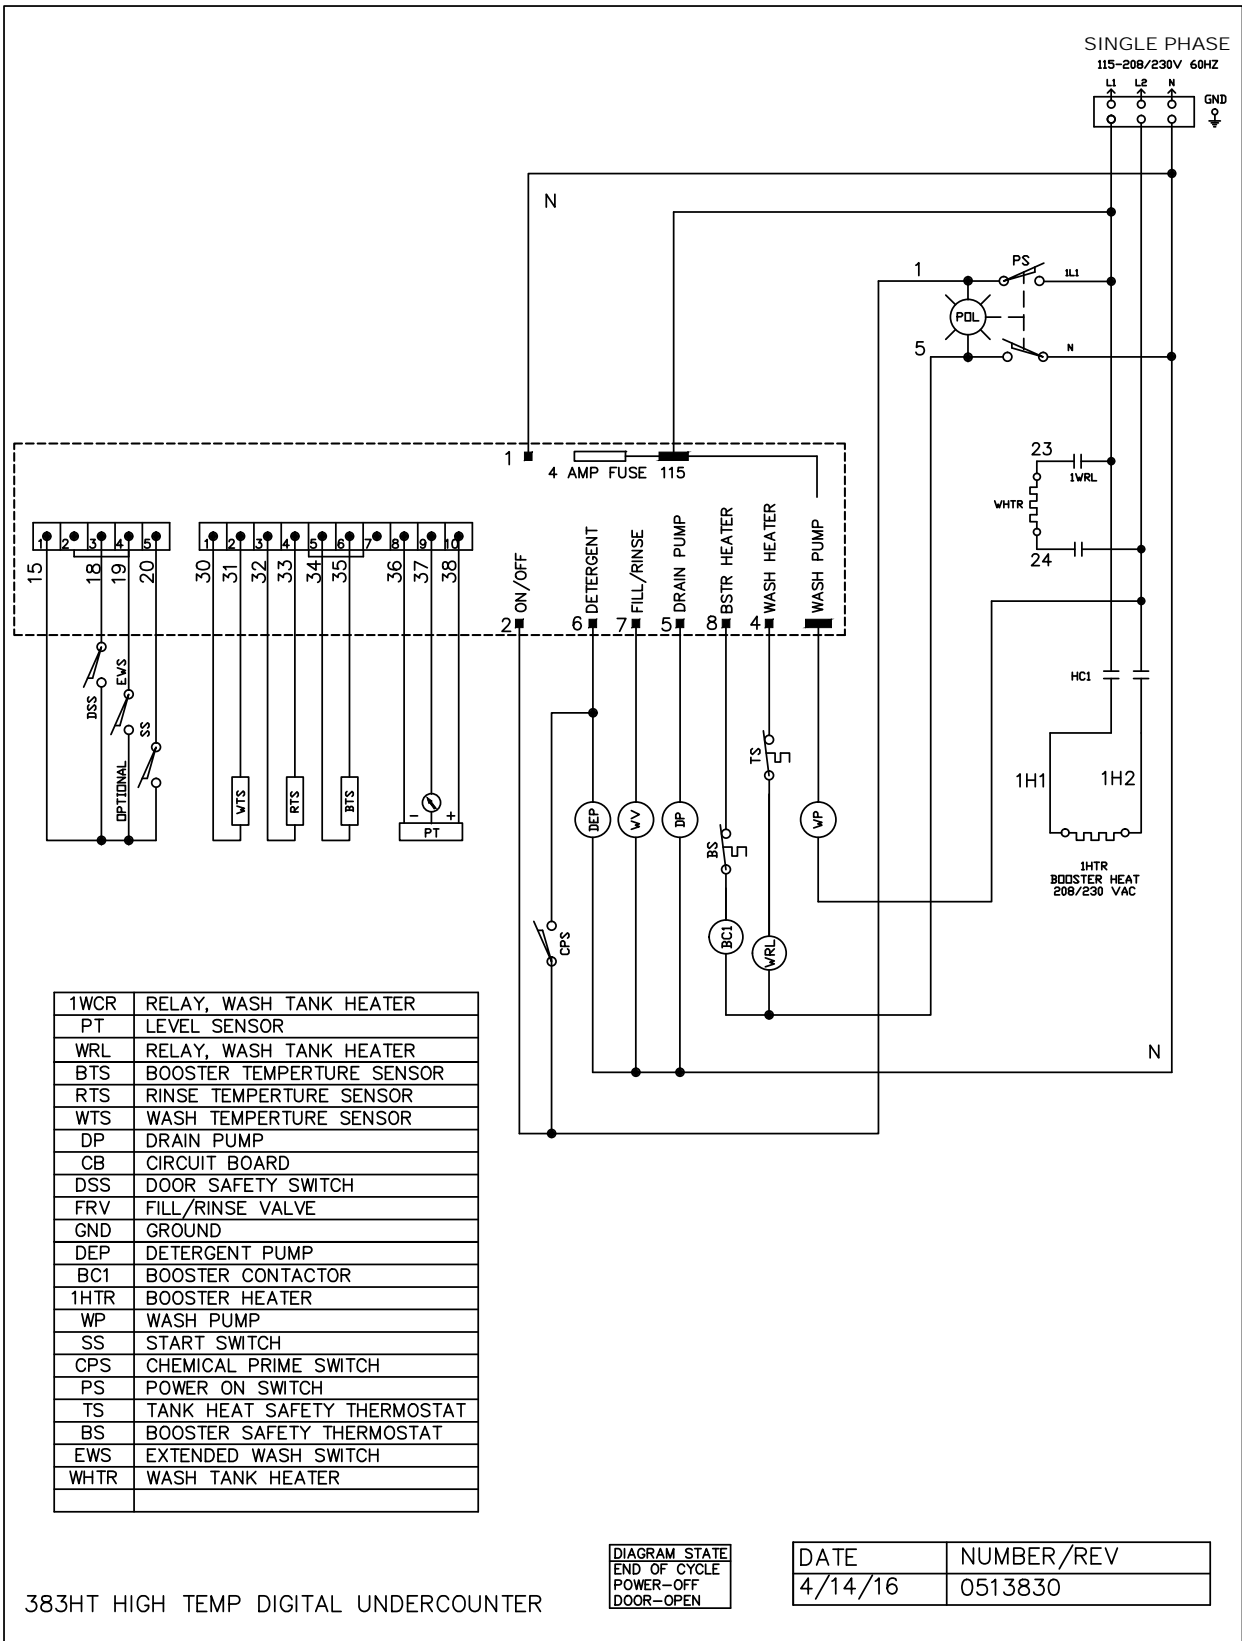 SINGLE PHASE
115-208/230V 60HZ
L1 L2 N
GND
N
1 PS 1L1
POL
5 N
23
1WRL
WHTR
24
1 4 AMP FUSE 115
1 2 3 4 5
1 2 3 4 5 6 7 8 9 10
15 18 19 20 30 31 32 33 34 35 36 37 38
2 ON/OFF
6 DETERGENT
7 FILL/RINSE
5 DRAIN PUMP
8 BSTR HEATER
4 WASH HEATER
WASH PUMP
DSS
EWS
SS
OPTIONAL
WTS
RTS
BTS
- +
PT
HC1
1H1 1H2
1HTR
BOOSTER HEAT
208/230 VAC
TS
BS
DEP WV DP WP
CPS
BC1
WRL
N
1WCR RELAY, WASH TANK HEATER
PT LEVEL SENSOR
WRL RELAY, WASH TANK HEATER
BTS BOOSTER TEMPERTURE SENSOR
RTS RINSE TEMPERTURE SENSOR
WTS WASH TEMPERTURE SENSOR
DP DRAIN PUMP
CB CIRCUIT BOARD
DSS DOOR SAFETY SWITCH
FRV FILL/RINSE VALVE
GND GROUND
DEP DETERGENT PUMP
BC1 BOOSTER CONTACTOR
1HTR BOOSTER HEATER
WP WASH PUMP
SS START SWITCH
CPS CHEMICAL PRIME SWITCH
PS POWER ON SWITCH
TS TANK HEAT SAFETY THERMOSTAT
BS BOOSTER SAFETY THERMOSTAT
EWS EXTENDED WASH SWITCH
WHTR WASH TANK HEATER
DIAGRAM STATE
END OF CYCLE
POWER-OFF
DOOR-OPEN
DATE NUMBER/REV
4/14/16 0513830
383HT HIGH TEMP DIGITAL UNDERCOUNTER